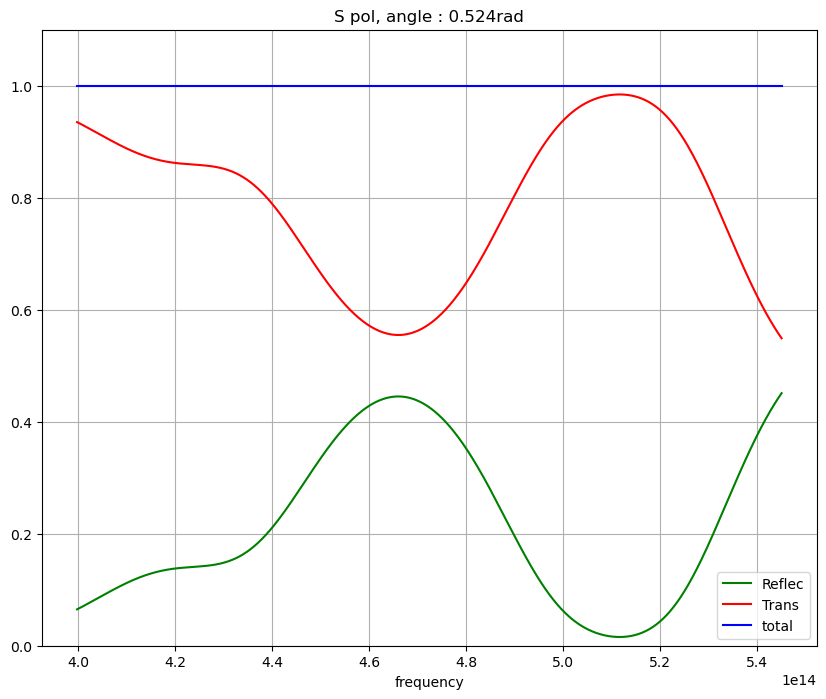 S pol, angle : 0.524rad
1.0
0.8
0.6
0.4
0.2
0.0
4.0 4.2 4.4 4.6 4.8 5.0 5.2 5.4
1e14
frequency
Reflec
Trans
total